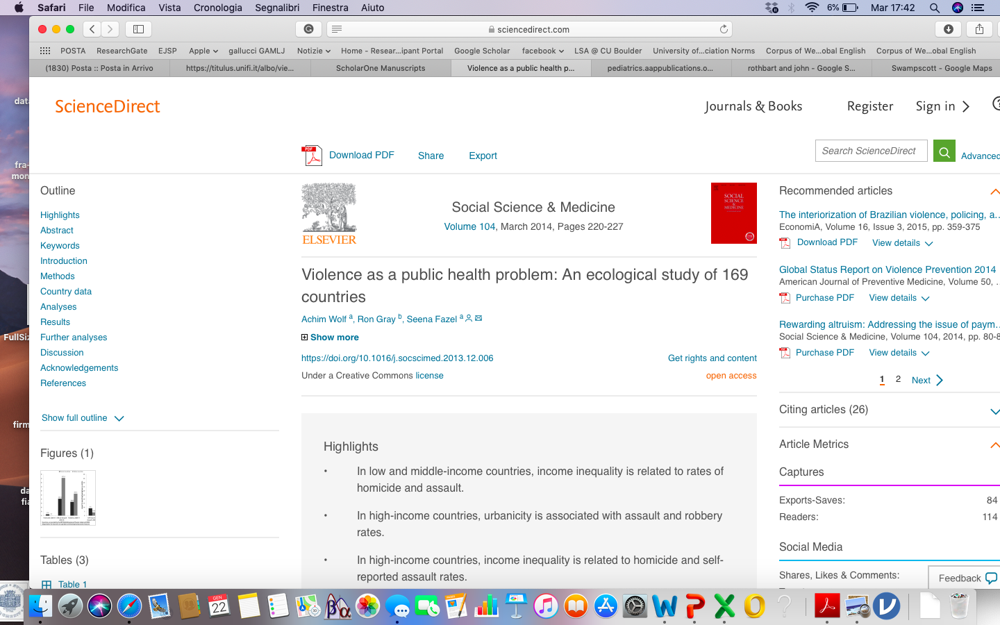 Safari File Modifica Vista Cronologia Segnalibri Finestra Aiuto 6% Mar 17:42
sciencedirect.com
POSTA ResearchGate EJSP Apple gallucci GAMLJ Notizie Home - Resear...ipant Portal Google Scholar facebook LSA @ CU Boulder University of...ciation Norms Corpus of We...obal English Corpus of We...obal English
(1830) Posta :: Posta in Arrivo https://titulus.unifi.it/albo/vie... ScholarOne Manuscripts Violence as a public health p... pediatrics.aappublications.o... rothbart and john - Google S... Swampscott - Google Maps
data
fra-
mon
FullSiz
firm
da
fia
ScienceDirect
Journals & Books Register Sign in
Download PDF Share Export
Search ScienceDirect
Advanced
Outline
Highlights
Abstract
Keywords
Introduction
Methods
Country data
Analyses
Results
Further analyses
Discussion
Acknowledgements
References
Show full outline
Figures (1)
Tables (3)
Table 1
ELSEVIER
Social Science & Medicine
Volume 104, March 2014, Pages 220-227
SOCIAL
SCIENCE
&
MEDICINE
Violence as a public health problem: An ecological study of 169
countries
Achim Wolf a, Ron Gray b, Seena Fazel a
Show more
https://doi.org/10.1016/j.socscimed.2013.12.006
Get rights and content
Under a Creative Commons license
open access
Highlights
• In low and middle-income countries, income inequality is related to rates of
homicide and assault.
• In high-income countries, urbanicity is associated with assault and robbery
rates.
• In high-income countries, income inequality is related to homicide and self-
reported assault rates.
Recommended articles
The interiorization of Brazilian violence, policing, a...
EconomiA, Volume 16, Issue 3, 2015, pp. 359-375
Download PDF View details
Global Status Report on Violence Prevention 2014
American Journal of Preventive Medicine, Volume 50, ...
Purchase PDF View details
Rewarding altruism: Addressing the issue of paym...
Social Science & Medicine, Volume 104, 2014, pp. 80-8
Purchase PDF View details
1 2 Next
Citing articles (26)
Article Metrics
Captures
Exports-Saves: 84
Readers: 114
Social Media
Shares, Likes & Comments:
Feedback
GEN
22